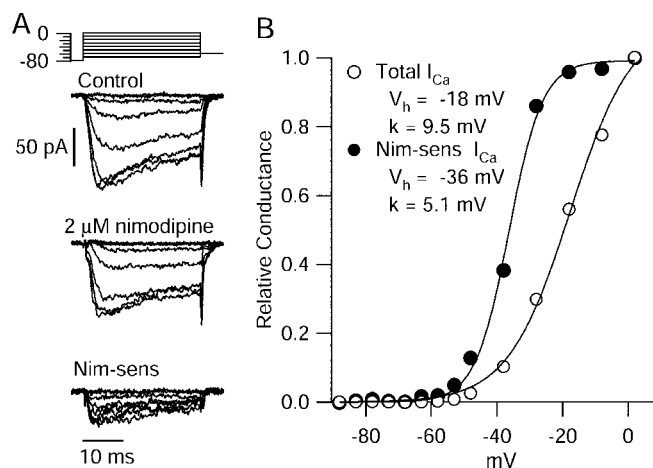 A
0
-80
Control
50 pA
2 µM nimodipine
Nim-sens
10 ms
B
Relative Conductance
1.0
0.8
0.6
0.4
0.2
0.0
Total I_Ca
V_h = -18 mV
k = 9.5 mV
Nim-sens I_Ca
V_h = -36 mV
k = 5.1 mV
-80 -60 -40 -20 0
mV